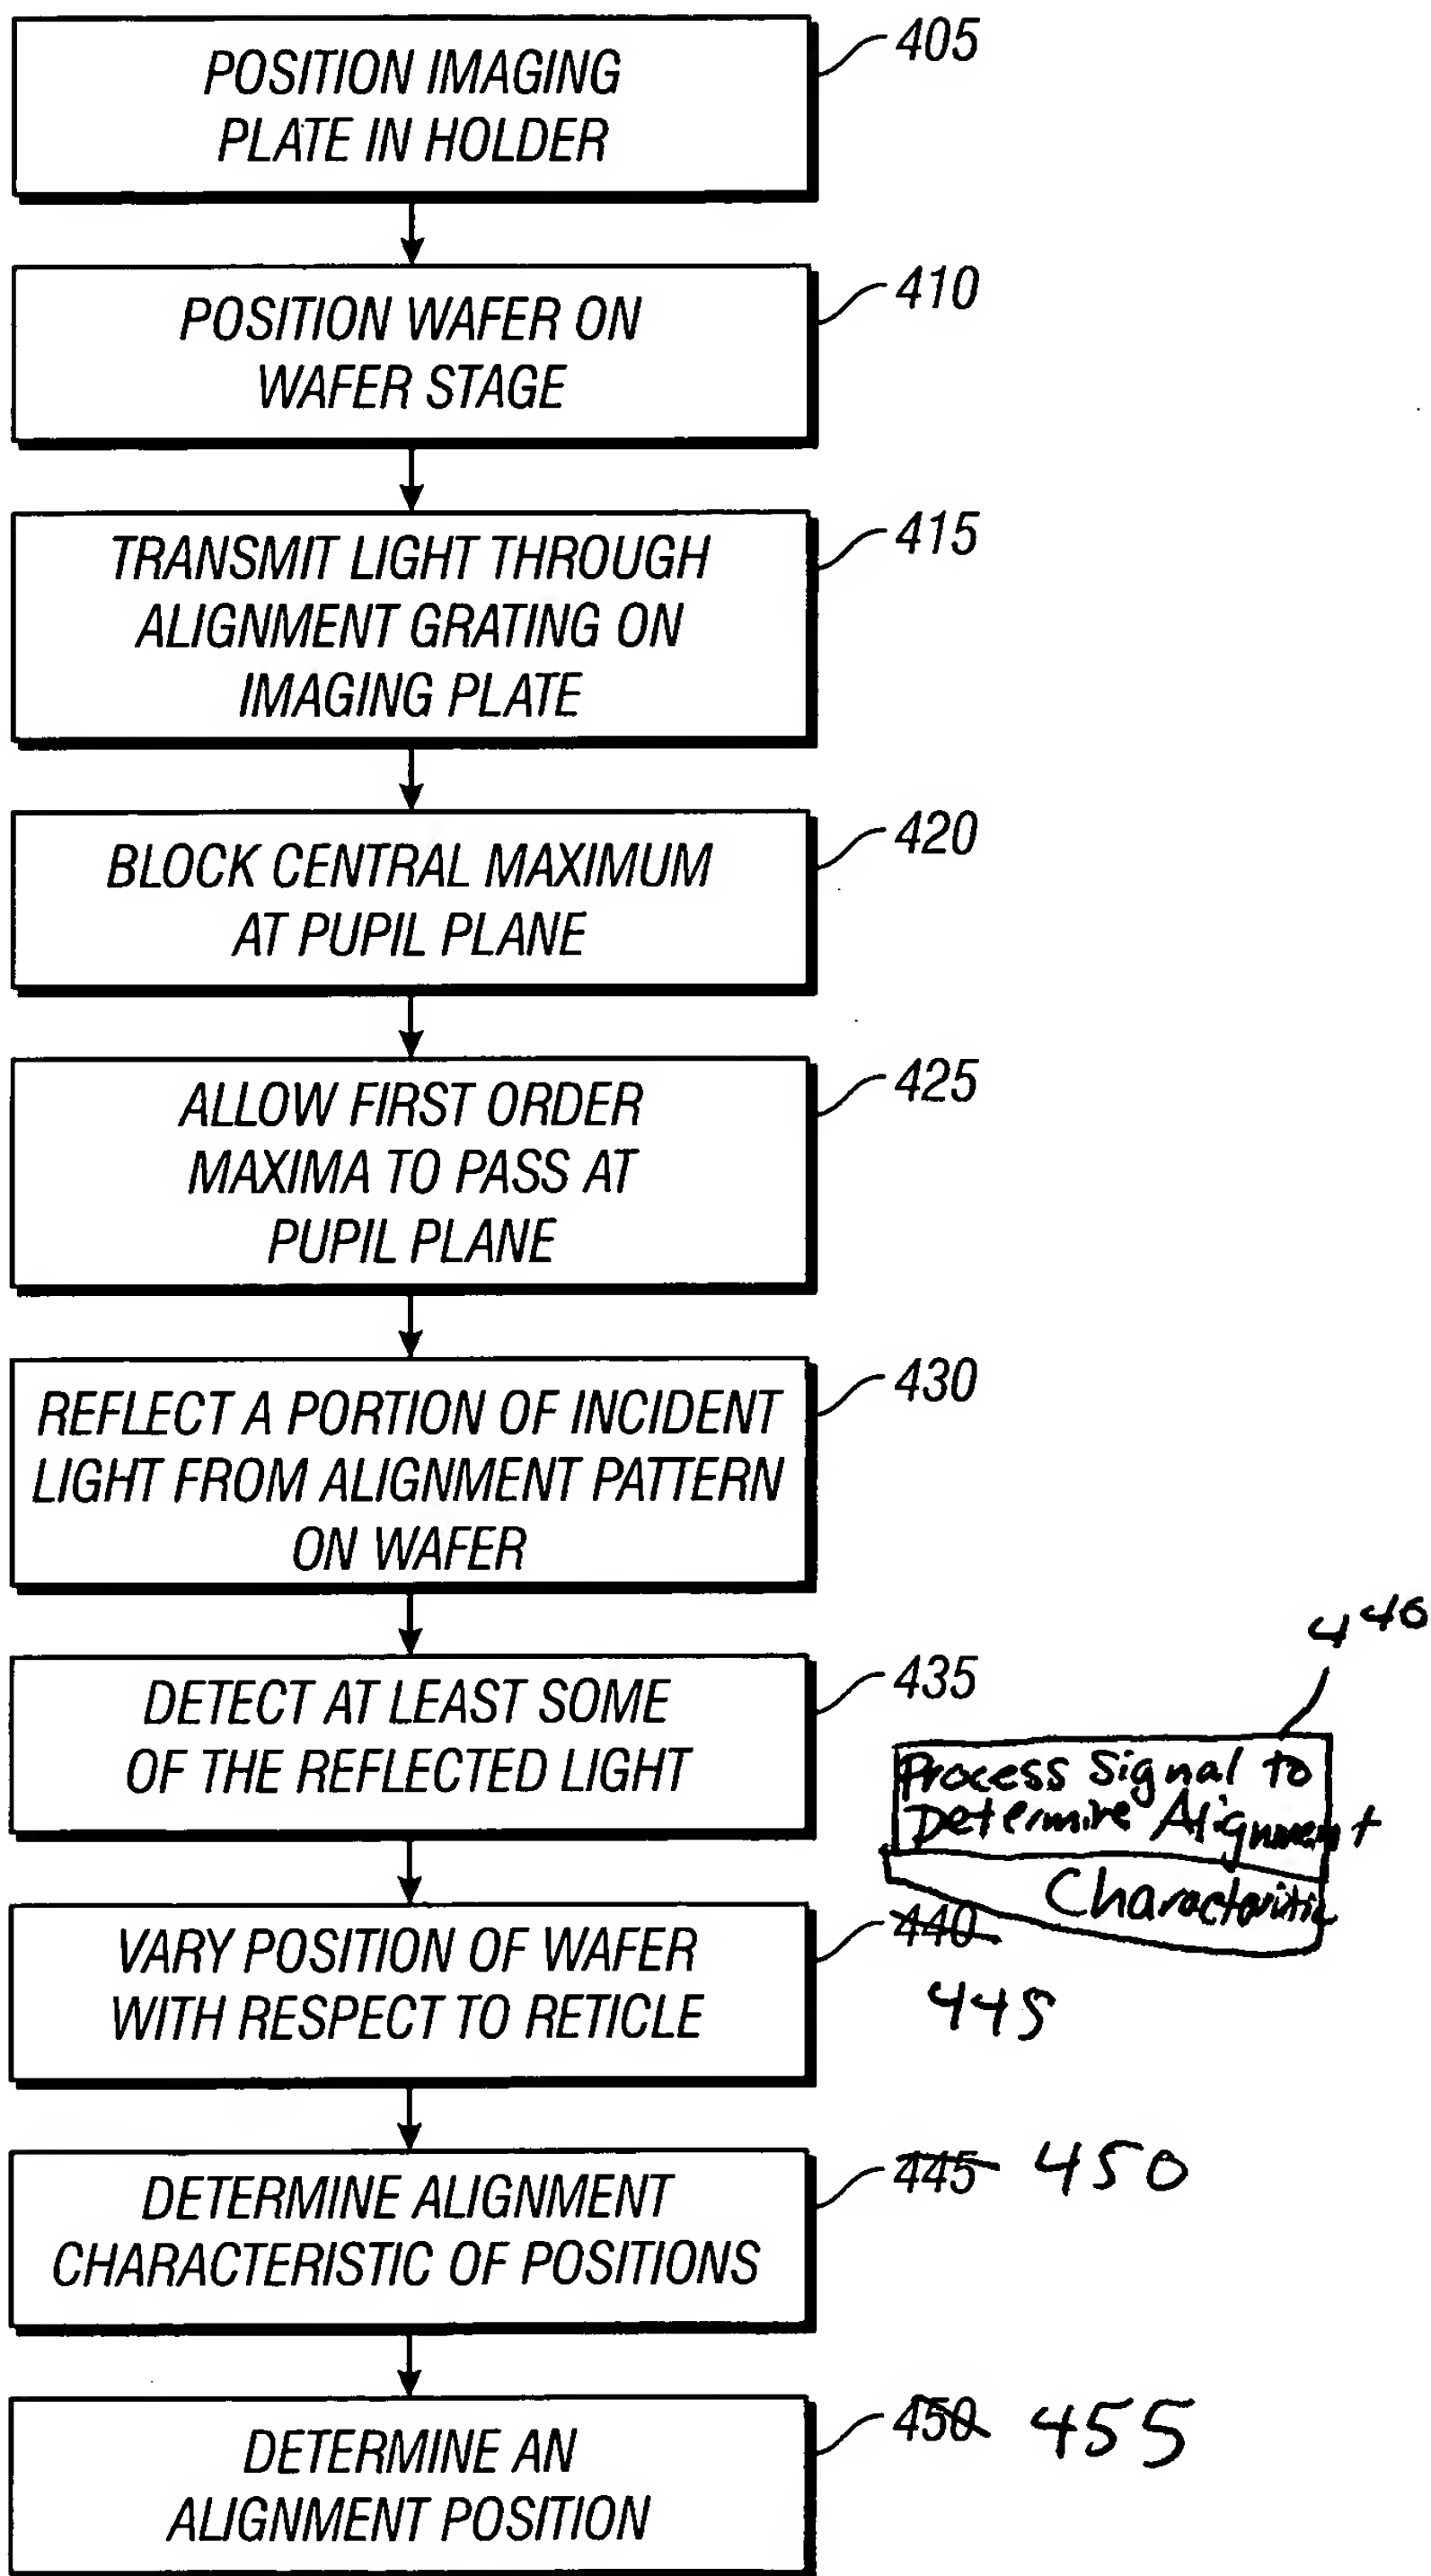 POSITION IMAGING
PLATE IN HOLDER
405
POSITION WAFER ON
WAFER STAGE
410
TRANSMIT LIGHT THROUGH
ALIGNMENT GRATING ON
IMAGING PLATE
415
BLOCK CENTRAL MAXIMUM
AT PUPIL PLANE
420
ALLOW FIRST ORDER
MAXIMA TO PASS AT
PUPIL PLANE
425
REFLECT A PORTION OF INCIDENT
LIGHT FROM ALIGNMENT PATTERN
ON WAFER
430
DETECT AT LEAST SOME
OF THE REFLECTED LIGHT
435
440
Process Signal to
Determine Alignment
Characteristic
VARY POSITION OF WAFER
WITH RESPECT TO RETICLE
440
445
DETERMINE ALIGNMENT
CHARACTERISTIC OF POSITIONS
445 450
DETERMINE AN
ALIGNMENT POSITION
450 455